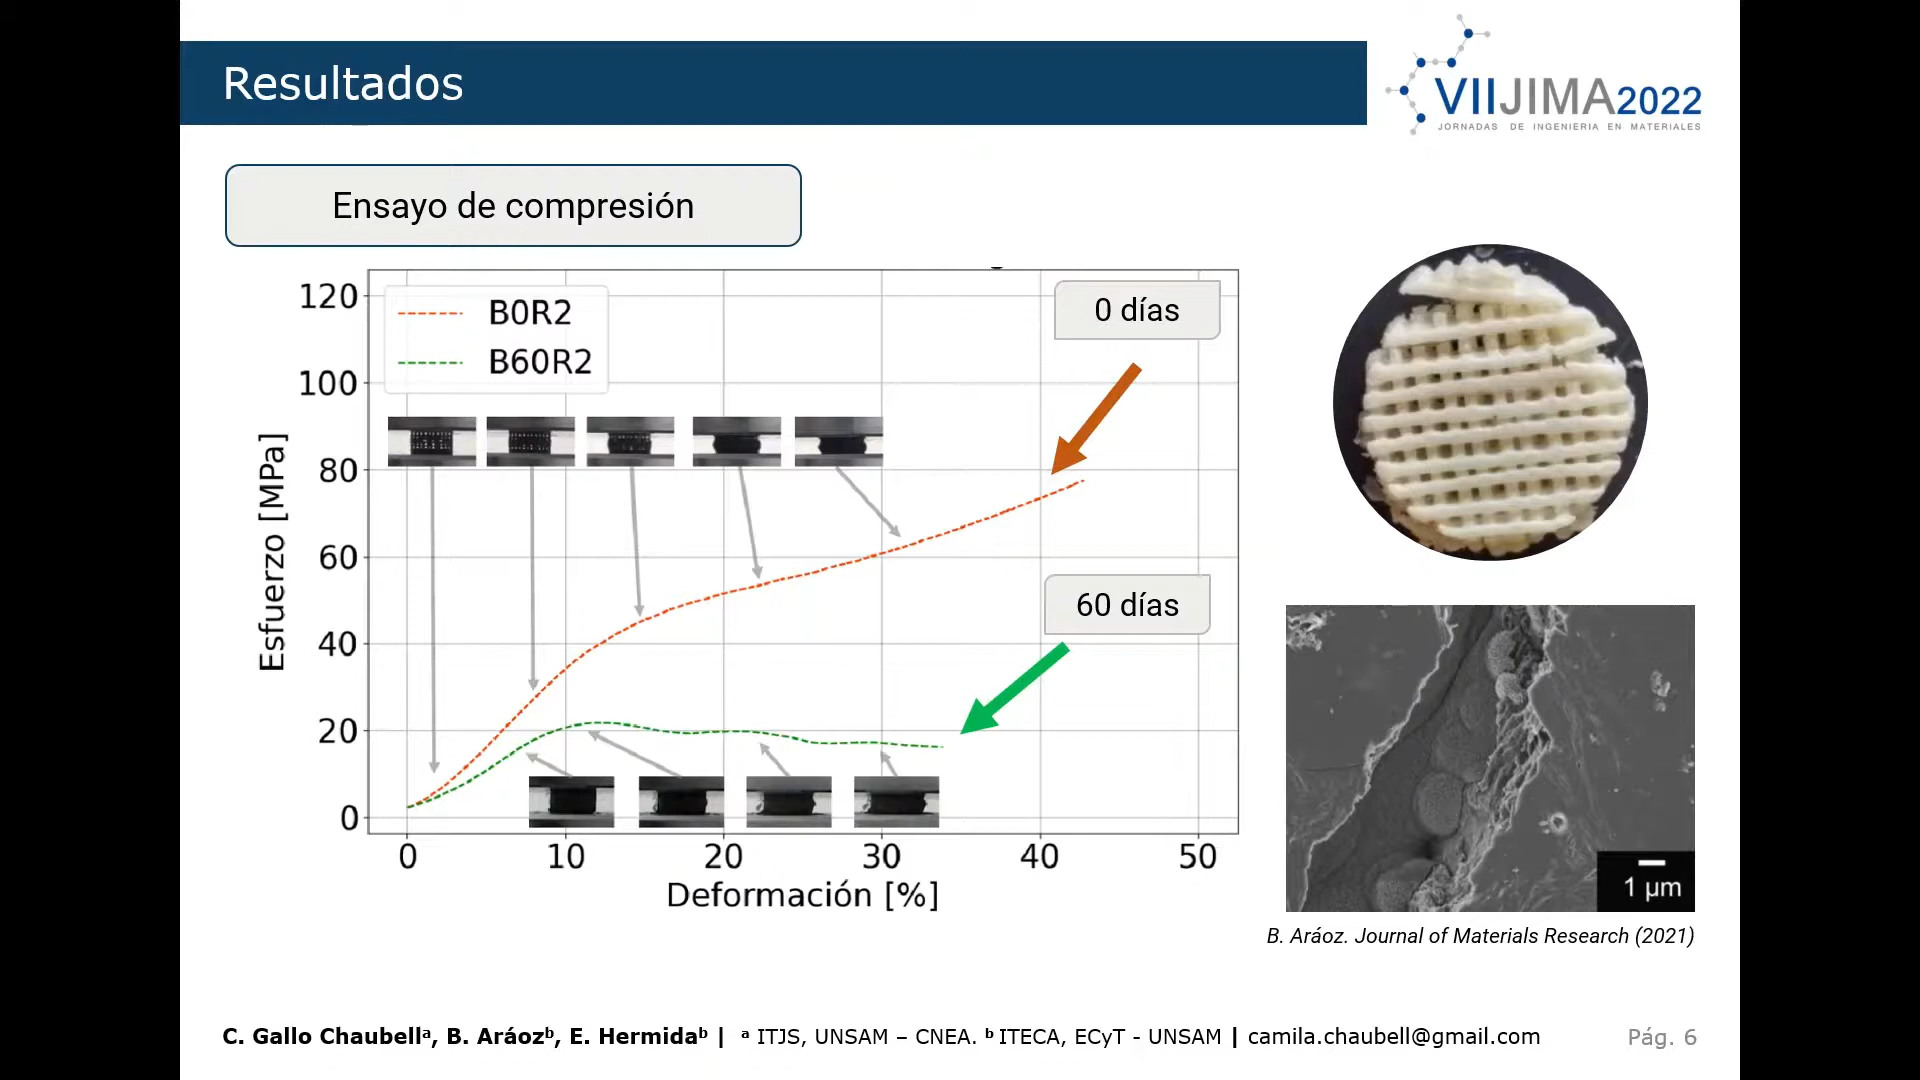 Resultados
VIIJIMA2022
JORNADAS DE INGENIERIA EN MATERIALES
Ensayo de compresión
B0R2
B60R2
0 días
60 días
Esfuerzo [MPa]
120
100
80
60
40
20
0
0 10 20 30 40 50
Deformación [%]
1 µm
B. Aráoz. Journal of Materials Research (2021)
C. Gallo Chaubellᵃ, B. Aráozᵇ, E. Hermidaᵇ | ᵃ ITJS, UNSAM – CNEA. ᵇ ITECA, ECyT - UNSAM | camila.chaubell@gmail.com
Pág. 6